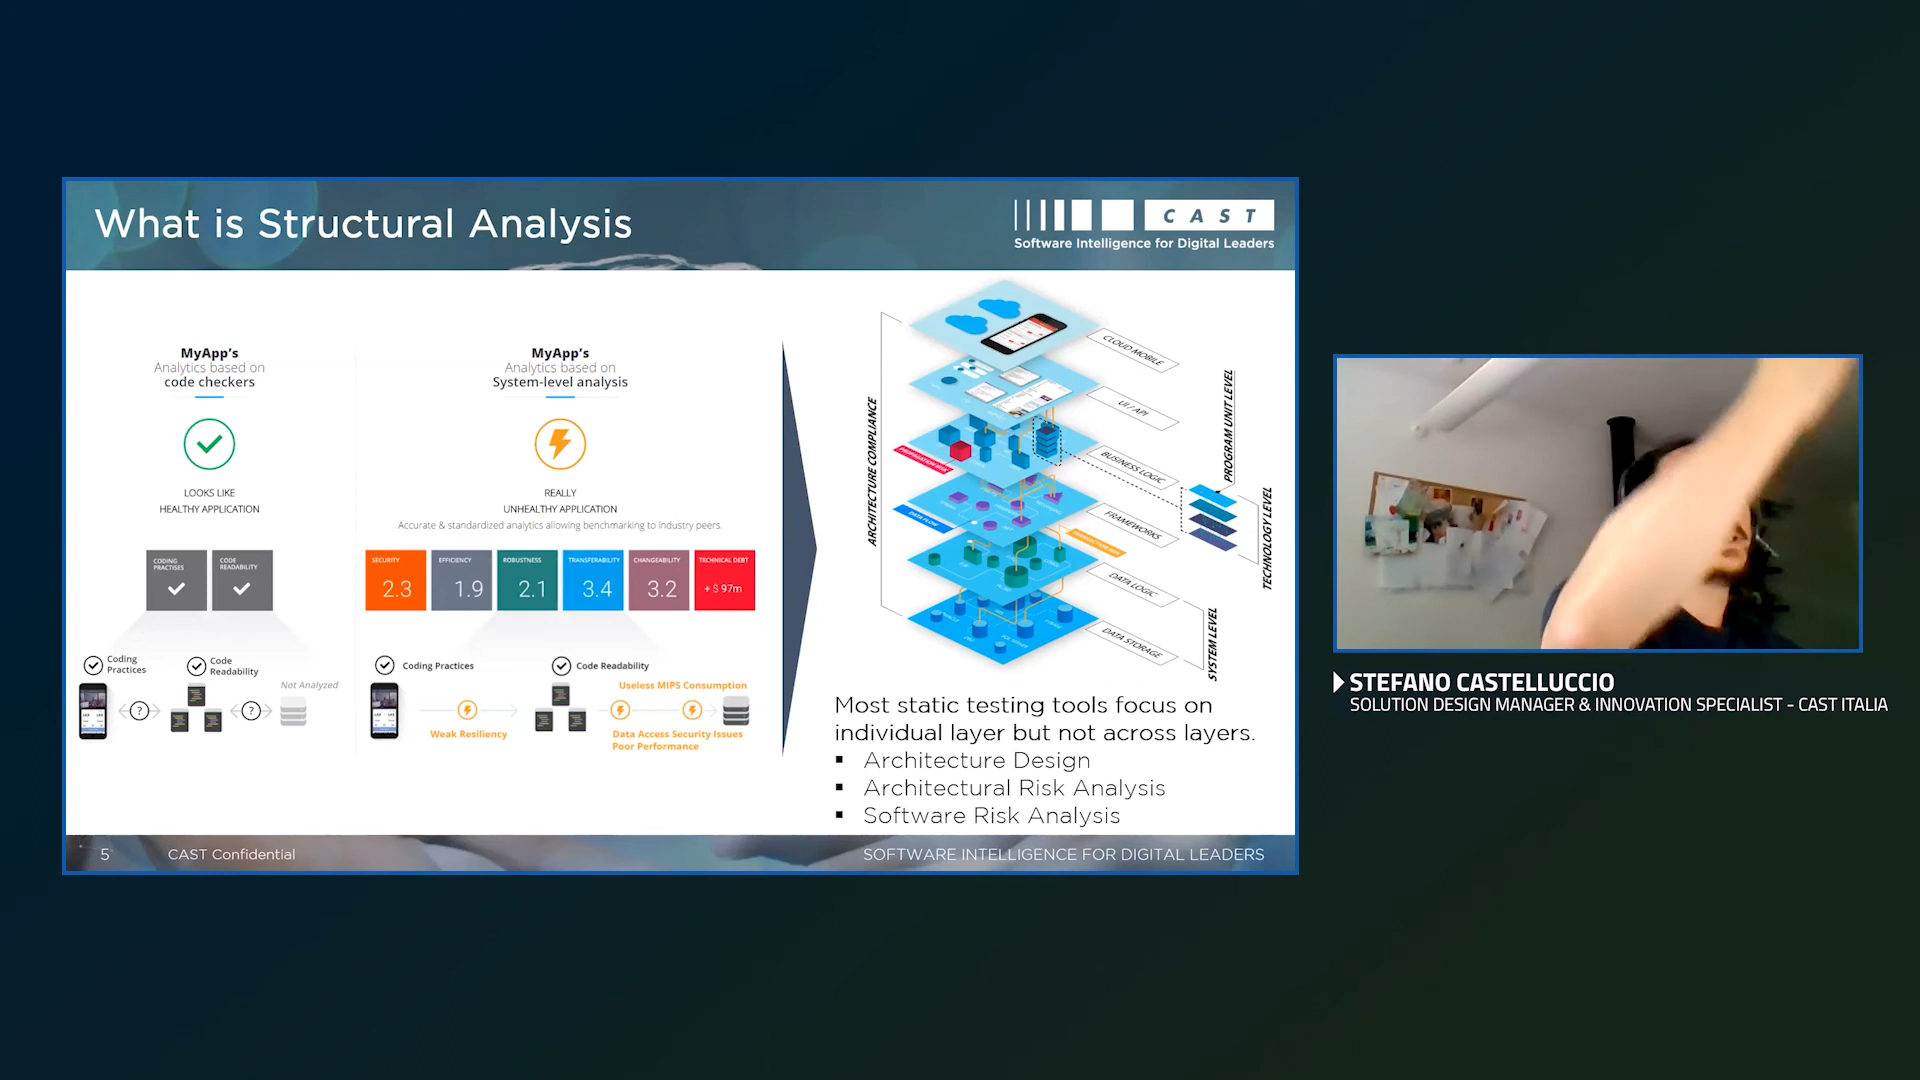 What is Structural Analysis
CAST
Software Intelligence for Digital Leaders
MyApp's
Analytics based on
code checkers
LOOKS LIKE
HEALTHY APPLICATION
CODING
PRACTISES
CODE
READABILITY
Coding
Practices
Code
Readability
Not Analyzed
?
?
MyApp's
Analytics based on
System-level analysis
REALLY
UNHEALTHY APPLICATION
Accurate & standardized analytics allowing benchmarking to industry peers.
SECURITY
2.3
EFFICIENCY
1.9
ROBUSTNESS
2.1
TRANSFERABILITY
3.4
CHANGEABILITY
3.2
TECHNICAL DEBT
+ $ 97m
Coding Practices
Code Readability
Useless MIPS Consumption
Weak Resiliency
Data Access Security Issues
Poor Performance
ARCHITECTURE COMPLIANCE
CLOUD MOBILE
UI / API
BUSINESS LOGIC
FRAMEWORKS
DATA LOGIC
DATA STORAGE
DATA FLOW
PROGRAM UNIT LEVEL
TECHNOLOGY LEVEL
SYSTEM LEVEL
Most static testing tools focus on
individual layer but not across layers.
▪ Architecture Design
▪ Architectural Risk Analysis
▪ Software Risk Analysis
5
CAST Confidential
SOFTWARE INTELLIGENCE FOR DIGITAL LEADERS
STEFANO CASTELLUCCIO
SOLUTION DESIGN MANAGER & INNOVATION SPECIALIST - CAST ITALIA